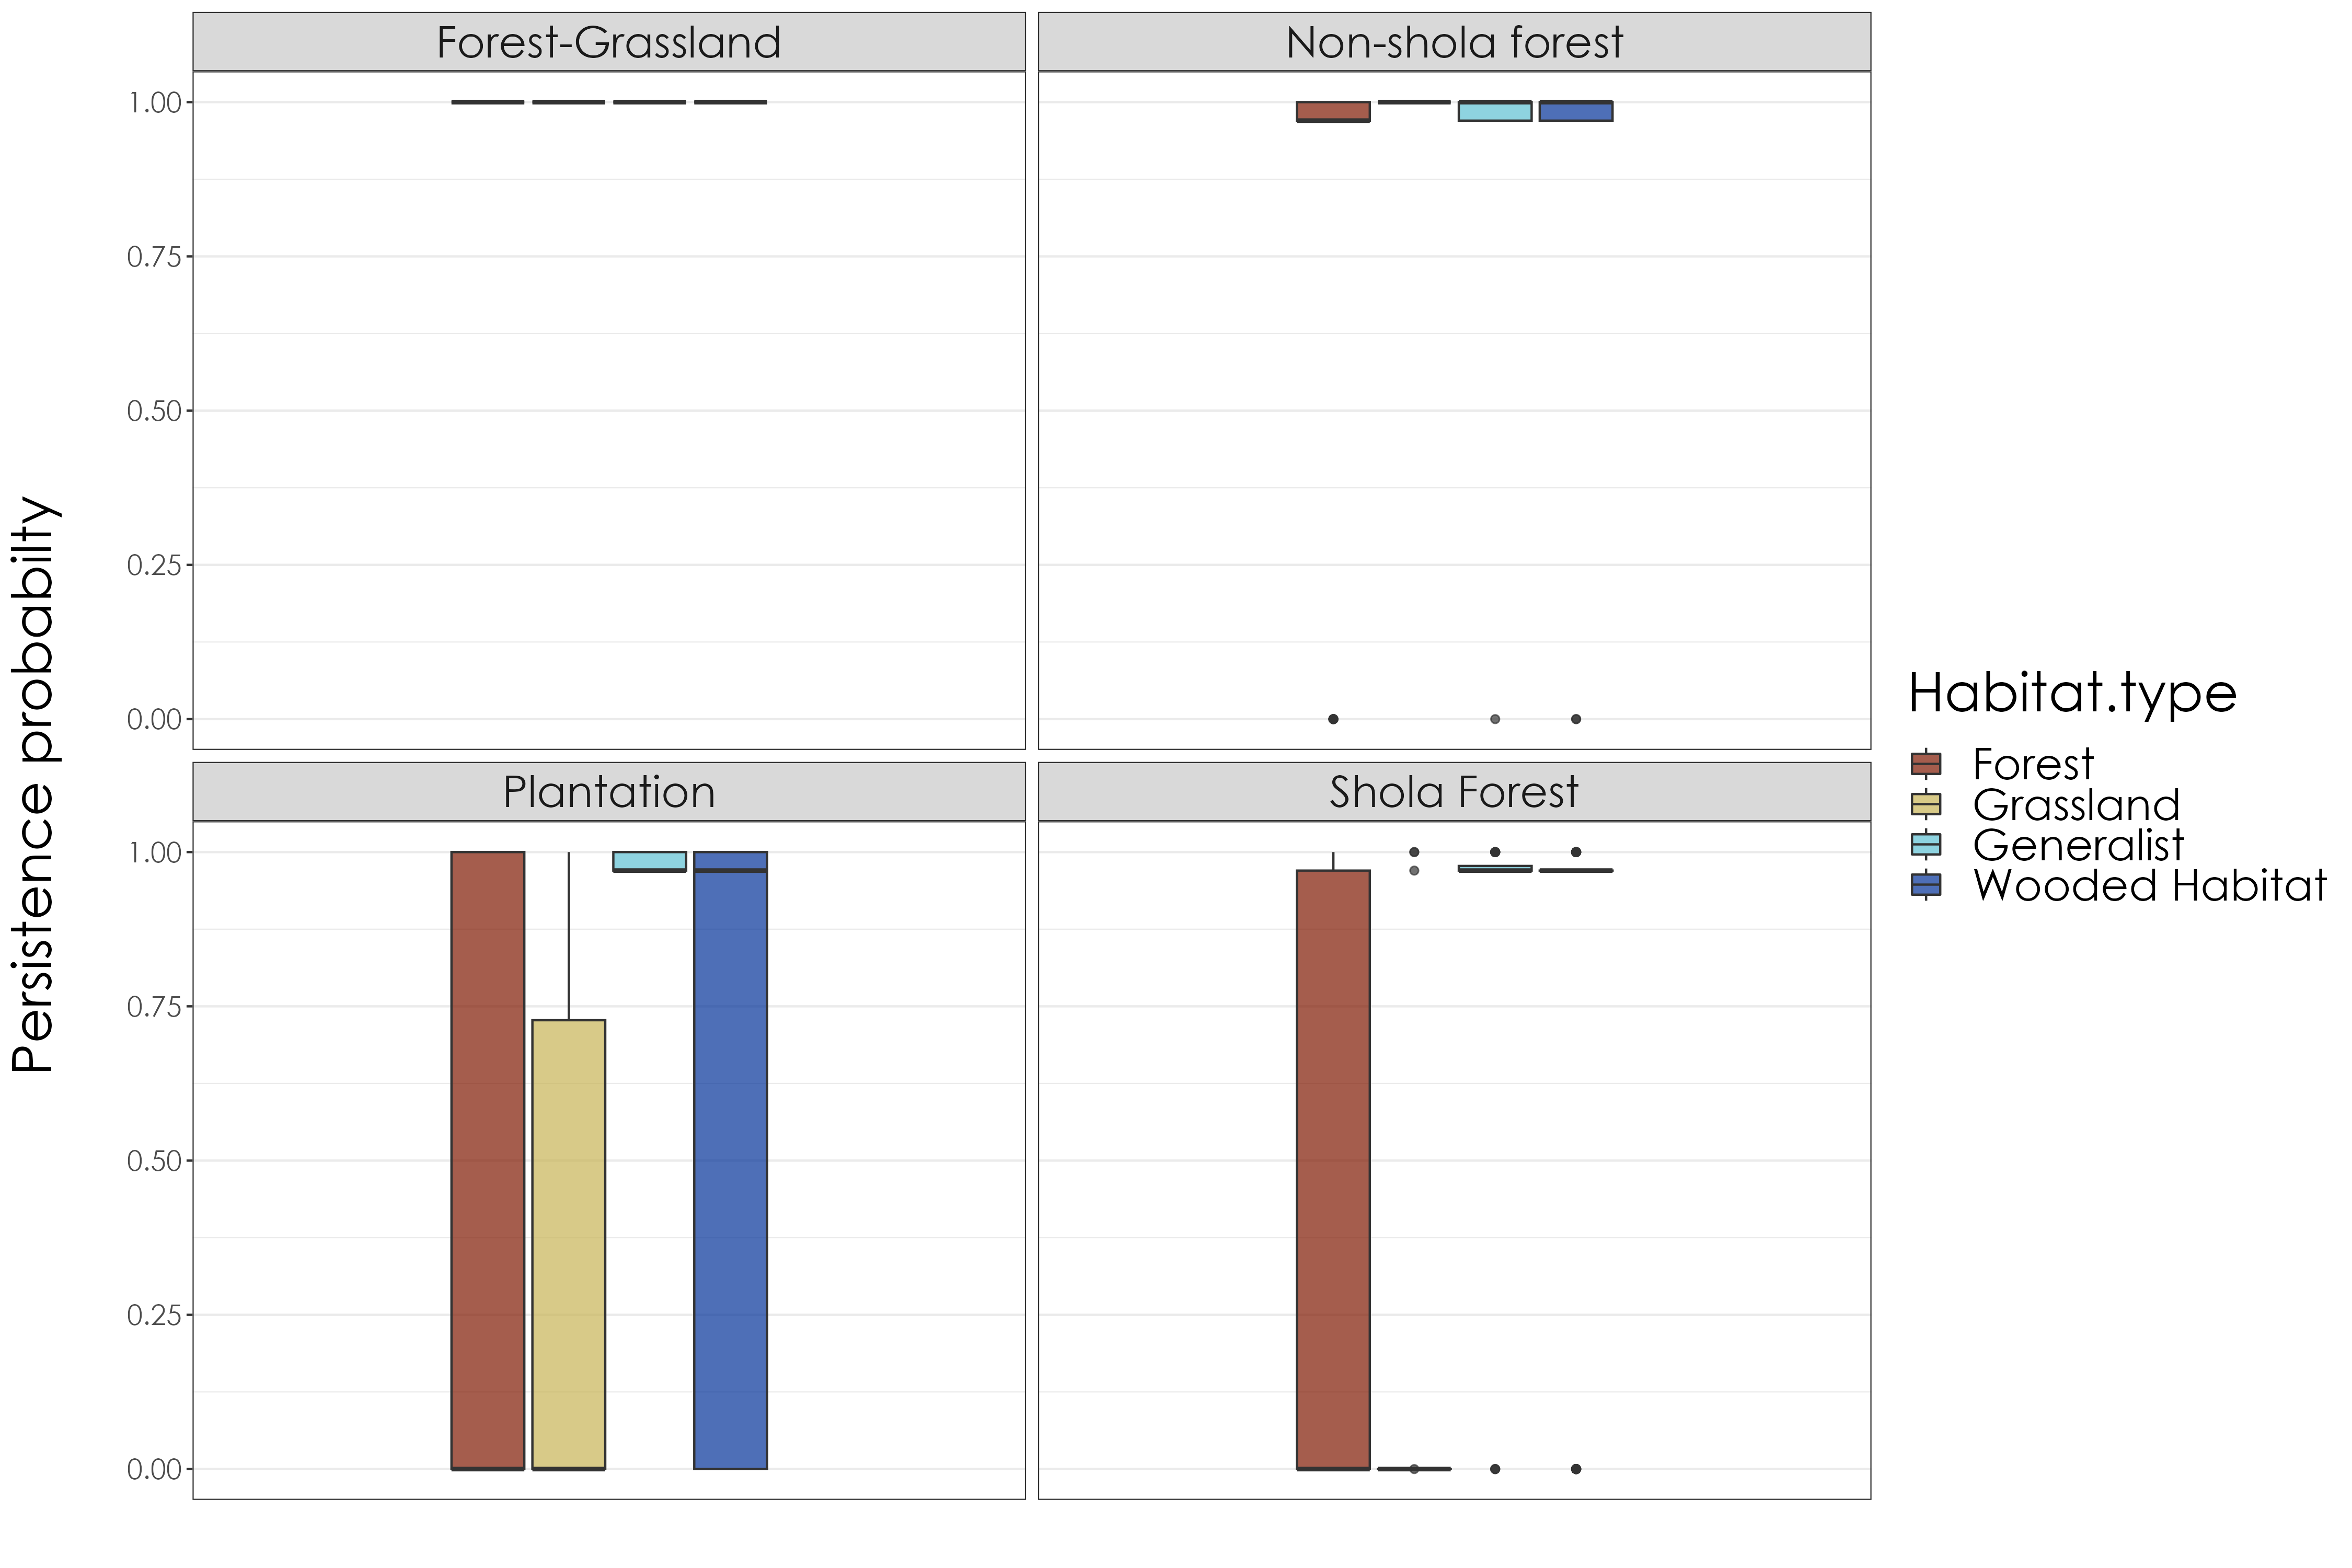 Forest-Grassland
Non-shola forest
1.00
0.75
0.50
0.25
0.00
Plantation
Shola Forest
1.00
0.75
0.50
0.25
0.00
Persistence probabilty
Habitat.type
Forest
Grassland
Generalist
Wooded Habitat